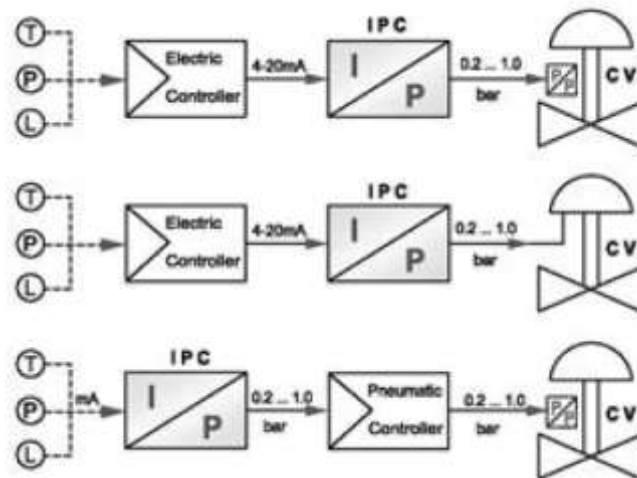 T
P
L
Electric
Controller
4-20mA
IPC
I
P
0.2 ... 1.0
bar
P
P
CV
T
P
L
Electric
Controller
4-20mA
IPC
I
P
0.2 ... 1.0
bar
CV
T
P
L
mA
IPC
I
P
0.2 ... 1.0
bar
Pneumatic
Controller
0.2 ... 1.0
bar
P
P
CV